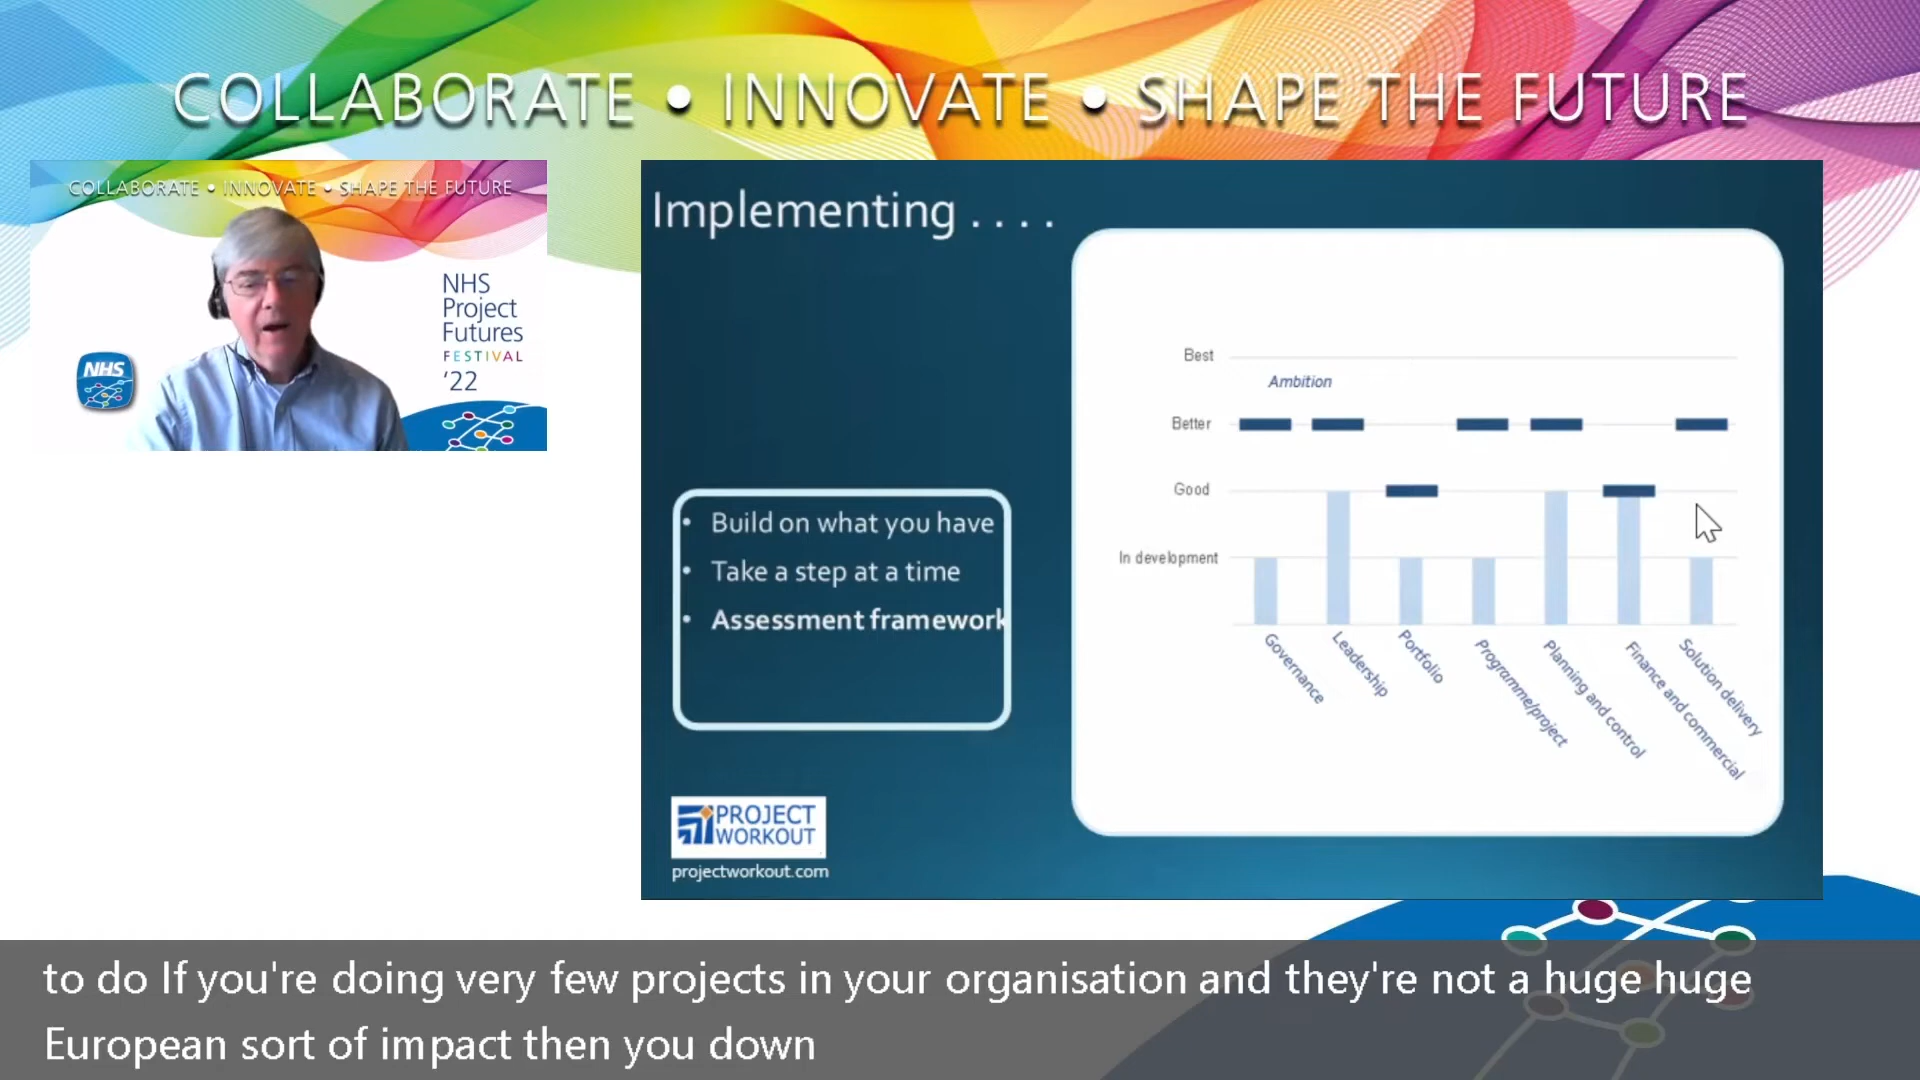 COLLABORATE • INNOVATE • SHAPE THE FUTURE
COLLABORATE • INNOVATE • SHAPE THE FUTURE
NHS
Project
Futures
FESTIVAL
'22
NHS
Implementing . . . .
• Build on what you have
• Take a step at a time
• Assessment framework
Best
Ambition
Better
Good
In development
Governance
Leadership
Portfolio
Programme/project
Planning and control
Finance and commercial
Solution delivery
PROJECT
WORKOUT
projectworkout.com
to do If you're doing very few projects in your organisation and they're not a huge huge
European sort of impact then you down